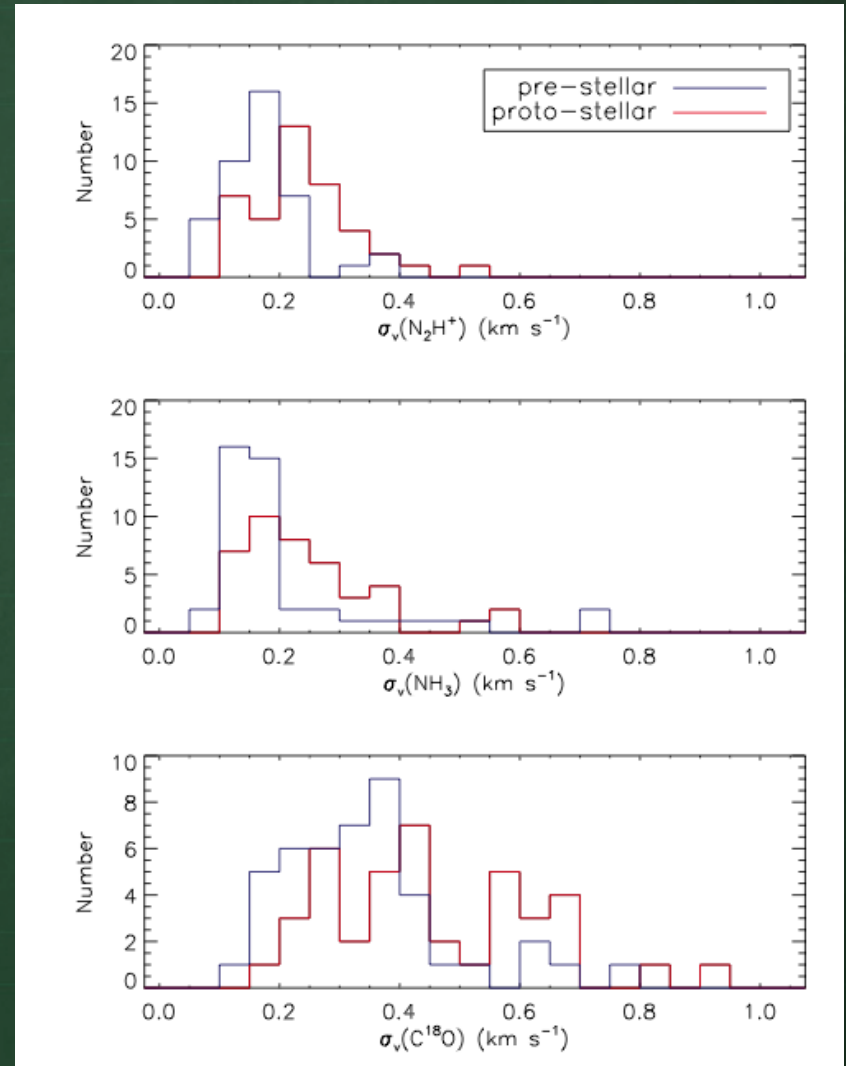 20
15
10
5
0
Number
pre-stellar
proto-stellar
0.0 0.2 0.4 0.6 0.8 1.0
σᵥ(N₂H⁺) (km s⁻¹)
20
15
10
5
0
Number
0.0 0.2 0.4 0.6 0.8 1.0
σᵥ(NH₃) (km s⁻¹)
10
8
6
4
2
0
Number
0.0 0.2 0.4 0.6 0.8 1.0
σᵥ(C¹⁸O) (km s⁻¹)